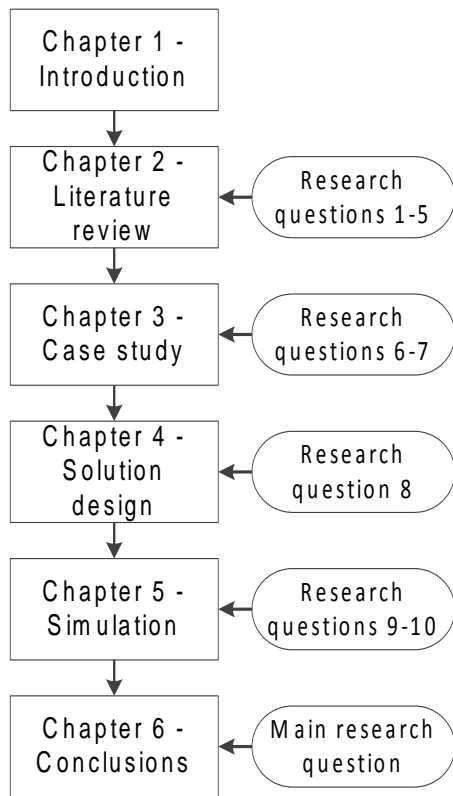 Chapter 1 -
Introduction
Chapter 2 -
Literature
review
Research
questions 1-5
Chapter 3 -
Case study
Research
questions 6-7
Chapter 4 -
Solution
design
Research
question 8
Chapter 5 -
Simulation
Research
questions 9-10
Chapter 6 -
Conclusions
Main research
question